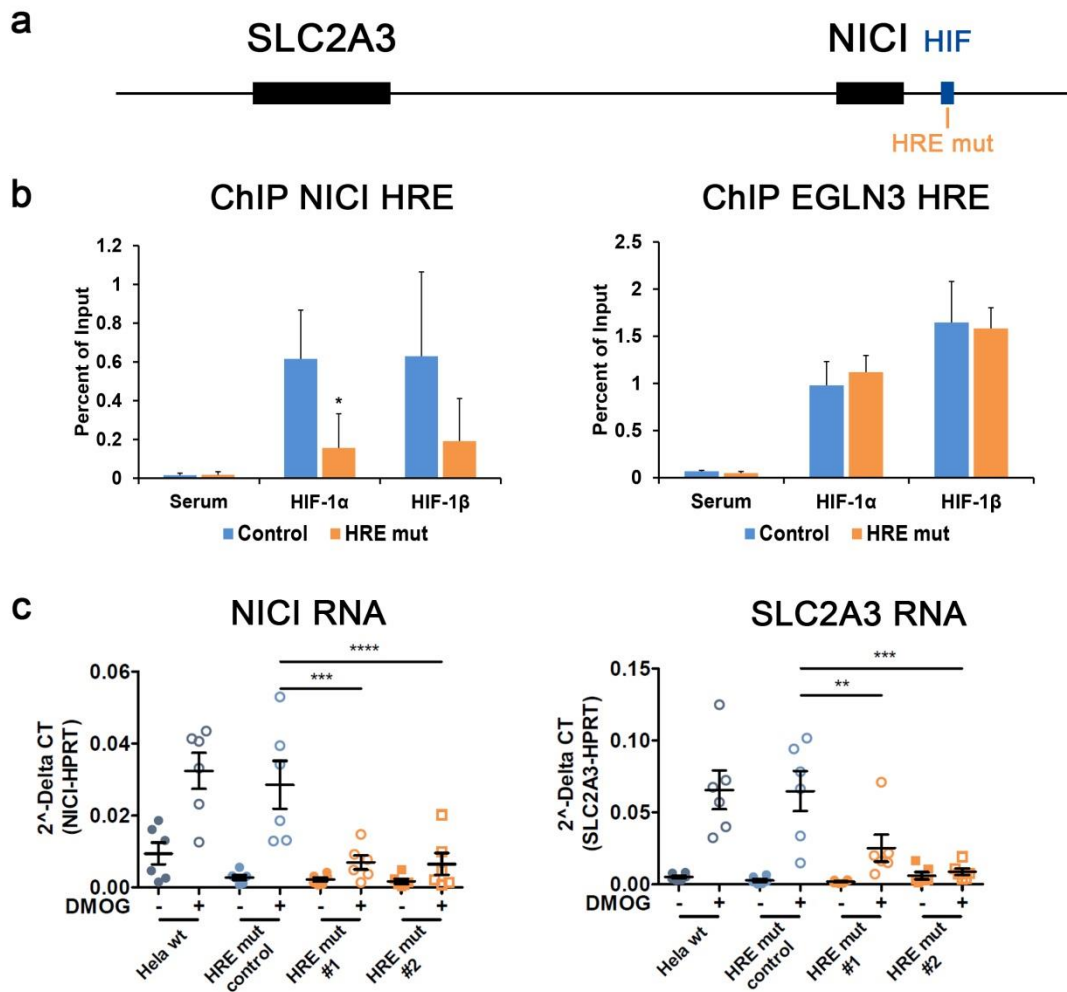 a
SLC2A3 NICI HIF
HRE mut
b
ChIP NICI HRE
Percent of Input
1.2
1
0.8
0.6
0.4
0.2
0
*
Serum HIF-1α HIF-1β
Control HRE mut
ChIP EGLN3 HRE
Percent of Input
2.5
2
1.5
1
0.5
0
Serum HIF-1α HIF-1β
Control HRE mut
c
NICI RNA
2^-Delta CT
(NICI-HPRT)
0.06
0.04
0.02
0.00
****
***
DMOG - + - + - + - +
Hela wt
HRE mut
control
HRE mut
#1
HRE mut
#2
SLC2A3 RNA
2^-Delta CT
(SLC2A3-HPRT)
0.15
0.10
0.05
0.00
***
**
DMOG - + - + - + - +
Hela wt
HRE mut
control
HRE mut
#1
HRE mut
#2